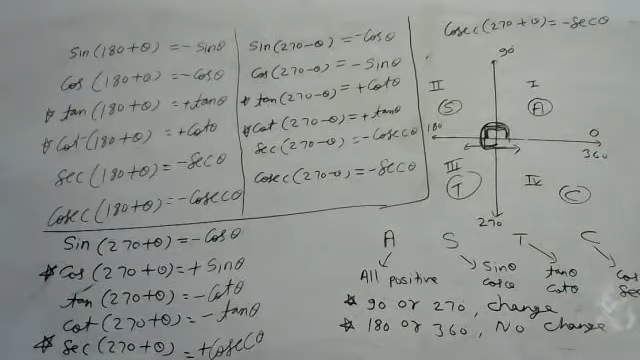 Sin(180+θ) = -Sinθ
Cos(180+θ) = -Cosθ
* tan(180+θ) = +tanθ
* Cot(180+θ) = +Cotθ
Sec(180+θ) = -Secθ
Cosec(180+θ) = -Cosecθ
Sin(270-θ) = -Cosθ
Cos(270-θ) = -Sinθ
* tan(270-θ) = +Cotθ
* Cot(270-θ) = +tanθ
Sec(270-θ) = -Cosecθ
Cosec(270-θ) = -Secθ
Cosec(270+θ) = -Secθ
90
II I
S A
180 0
360
III IV
T C
270
Sin(270+θ) = -Cosθ
* Cos(270+θ) = +Sinθ
tan(270+θ) = -Cotθ
Cot(270+θ) = -tanθ
* Sec(270+θ) = +Cosecθ
A S T C
All positive
Sinθ
tanθ
Cotθ
Cos
Sec
* 90 or 270, Change
* 180 or 360, No Change